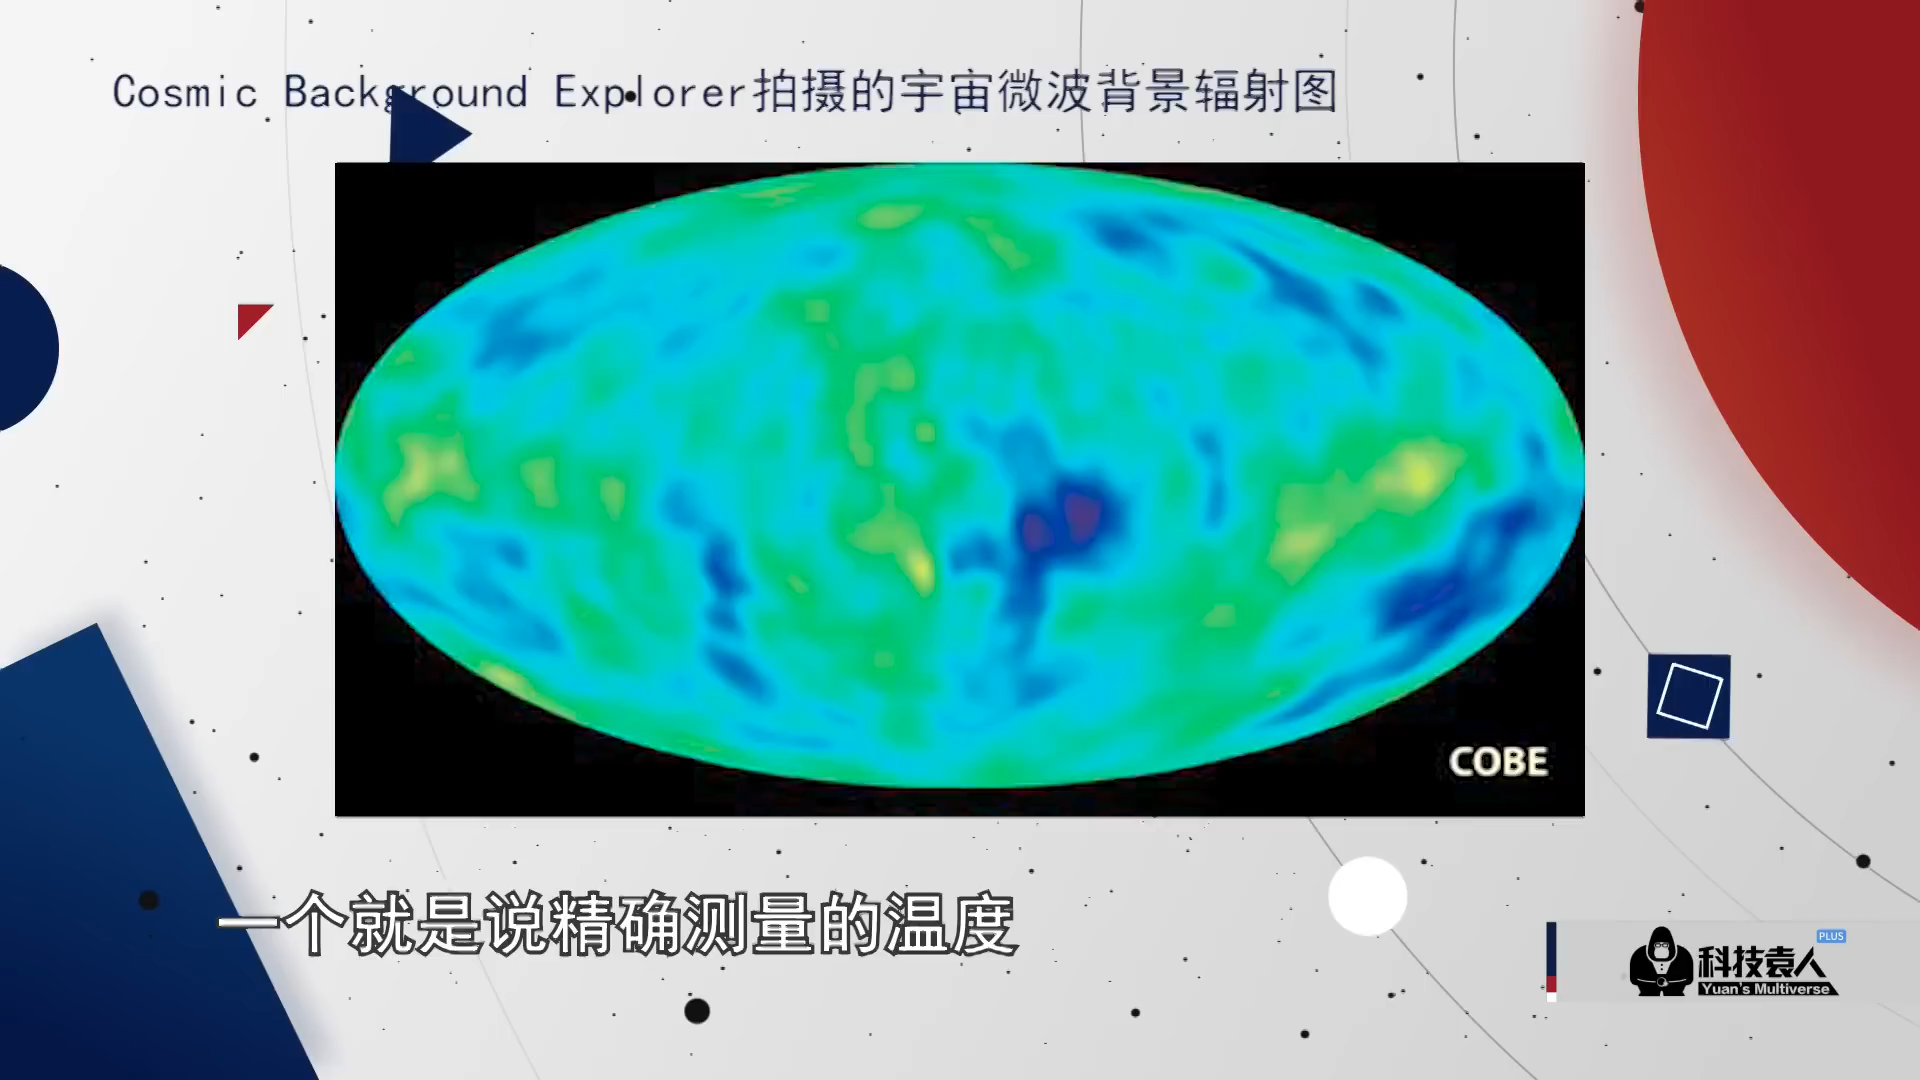 Cosmic Background Explorer拍摄的宇宙微波背景辐射图
COBE
一个就是说精确测量的温度
PLUS
科技袁人
Yuan's Multiverse